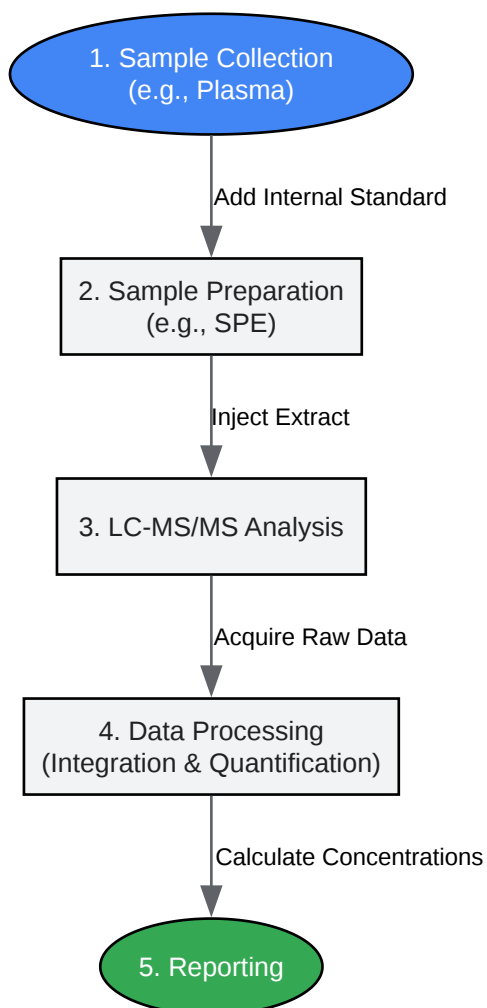 1. Sample Collection
(e.g., Plasma)
Add Internal Standard
2. Sample Preparation
(e.g., SPE)
Inject Extract
3. LC-MS/MS Analysis
Acquire Raw Data
4. Data Processing
(Integration & Quantification)
Calculate Concentrations
5. Reporting